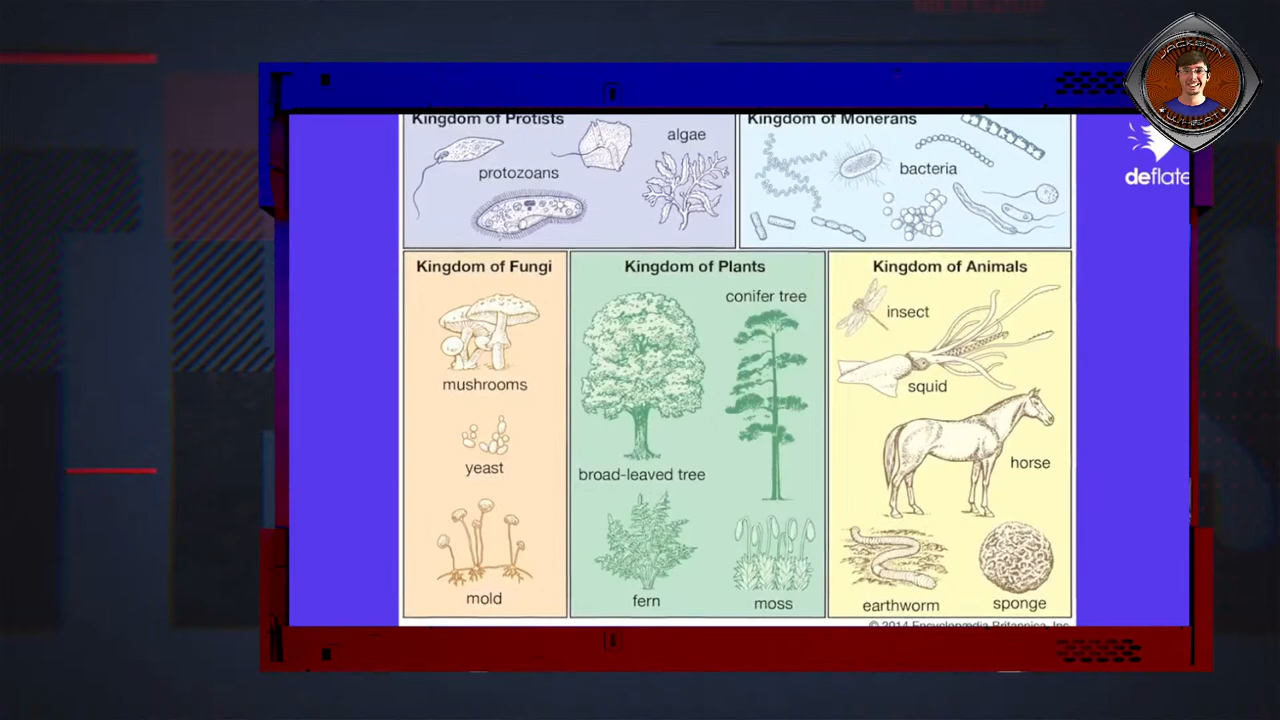 JACKSON
WHEAT
deflate
Kingdom of Protists
algae
protozoans
Kingdom of Monerans
bacteria
Kingdom of Fungi
mushrooms
yeast
mold
Kingdom of Plants
conifer tree
broad-leaved tree
fern
moss
Kingdom of Animals
insect
squid
horse
earthworm
sponge
© 2014 Encyclopædia Britannica, Inc.